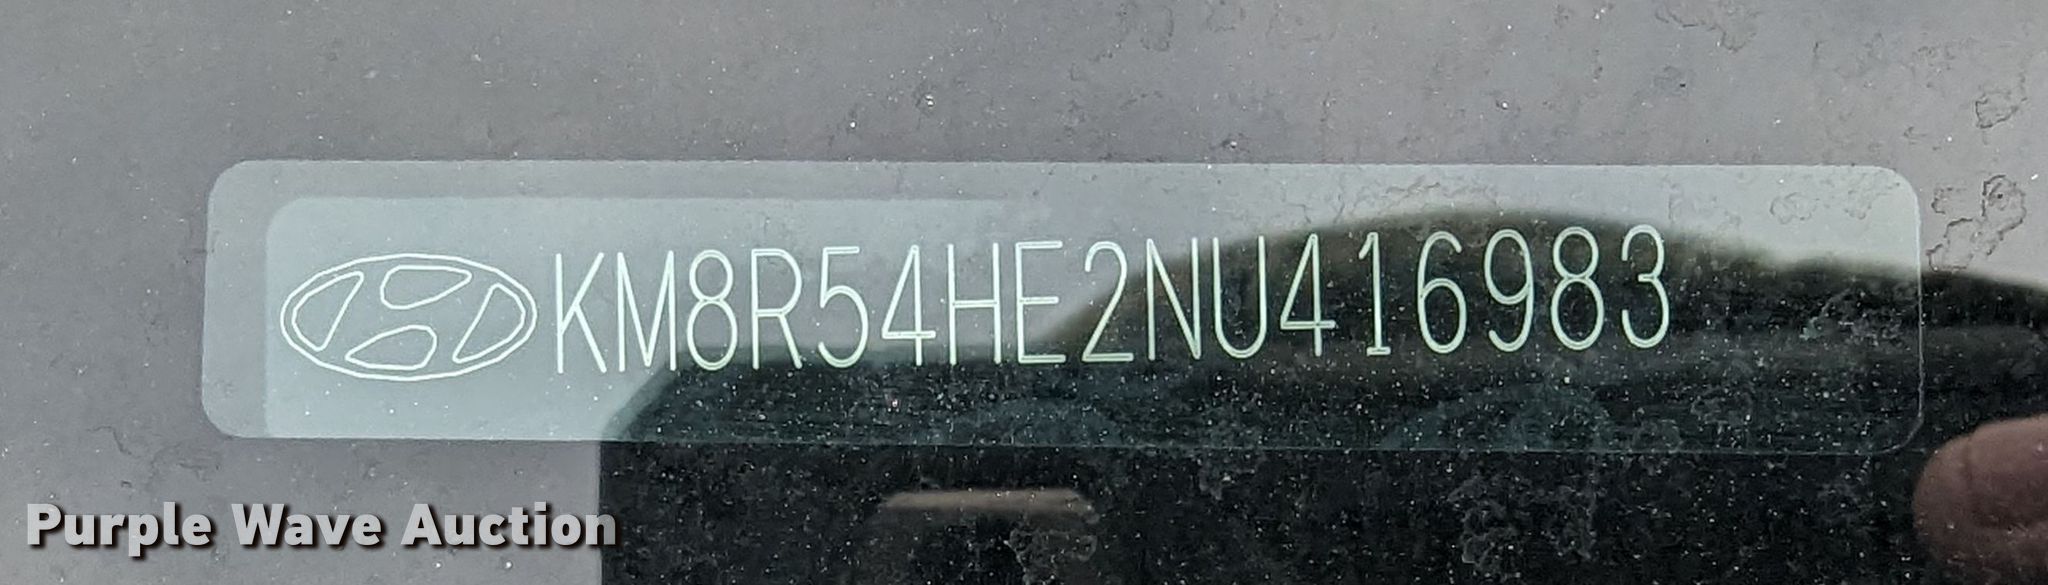 KM8R54HE2NU416983
Purple Wave Auction